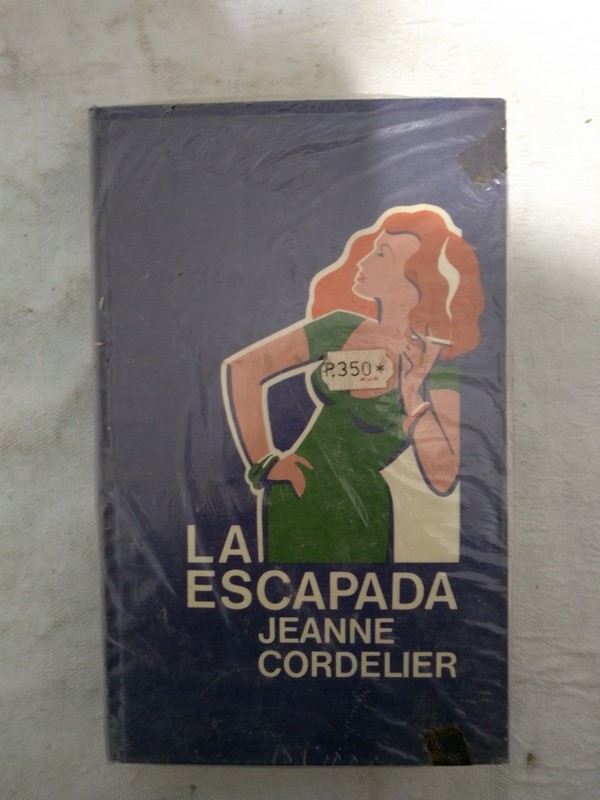 P.350*
LA
ESCAPADA
JEANNE
CORDELIER